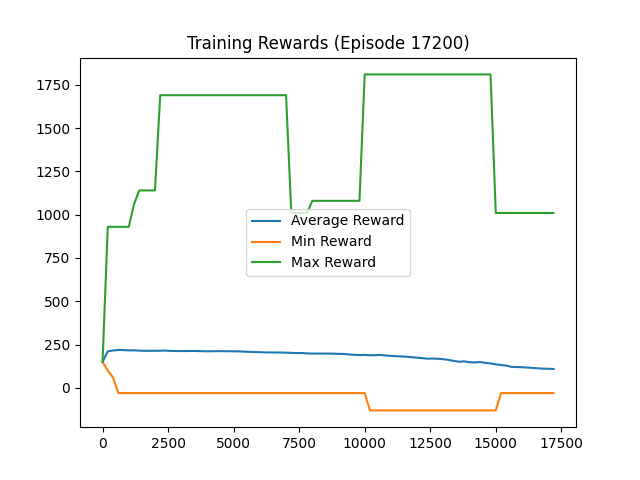 Training Rewards (Episode 17200)
1750
1500
1250
1000
750
500
250
0
Average Reward
Min Reward
Max Reward
0 2500 5000 7500 10000 12500 15000 17500